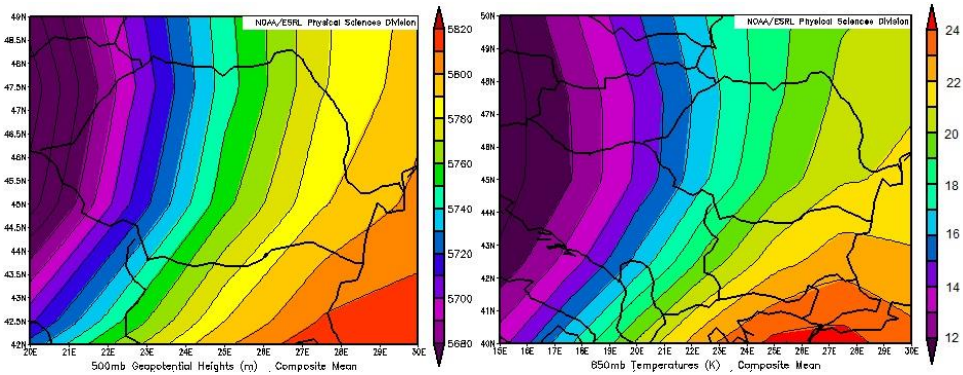 NOAA/ESRL Physical Sciences Division
49N
48.5N
48N
47.5N
47N
46.5N
46N
45.5N
45N
44.5N
44N
43.5N
43N
42.5N
42N
20E 21E 22E 23E 24E 25E 26E 27E 28E 29E 30E
500mb Geopotential Heights (m) Composite Mean
5820
5800
5780
5760
5740
5720
5700
5680
NOAA/ESRL Physical Sciences Division
50N
49N
48N
47N
46N
45N
44N
43N
42N
41N
40N
15E 16E 17E 18E 19E 20E 21E 22E 23E 24E 25E 26E 27E 28E 29E 30E
850mb Temperatures (K) Composite Mean
24
22
20
18
16
14
12